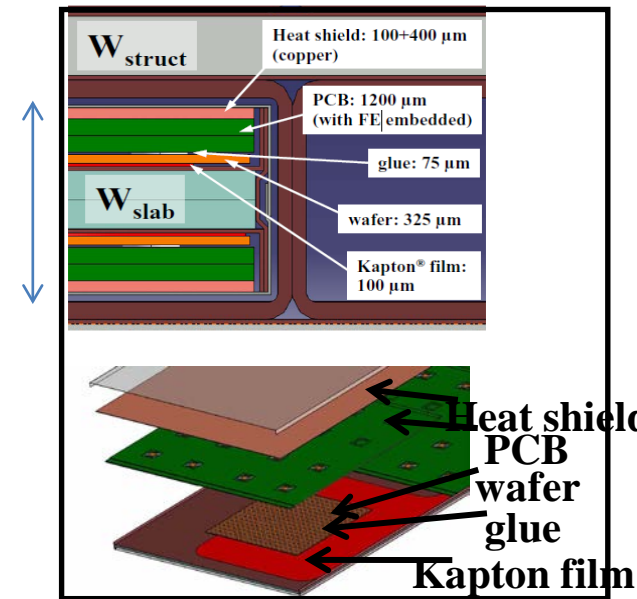 W struct
Heat shield: 100+400 µm
(copper)
PCB: 1200 µm
(with FE embedded)
glue: 75 µm
W slab
wafer: 325 µm
Kapton® film:
100 µm
Heat shield
PCB
wafer
glue
Kapton film